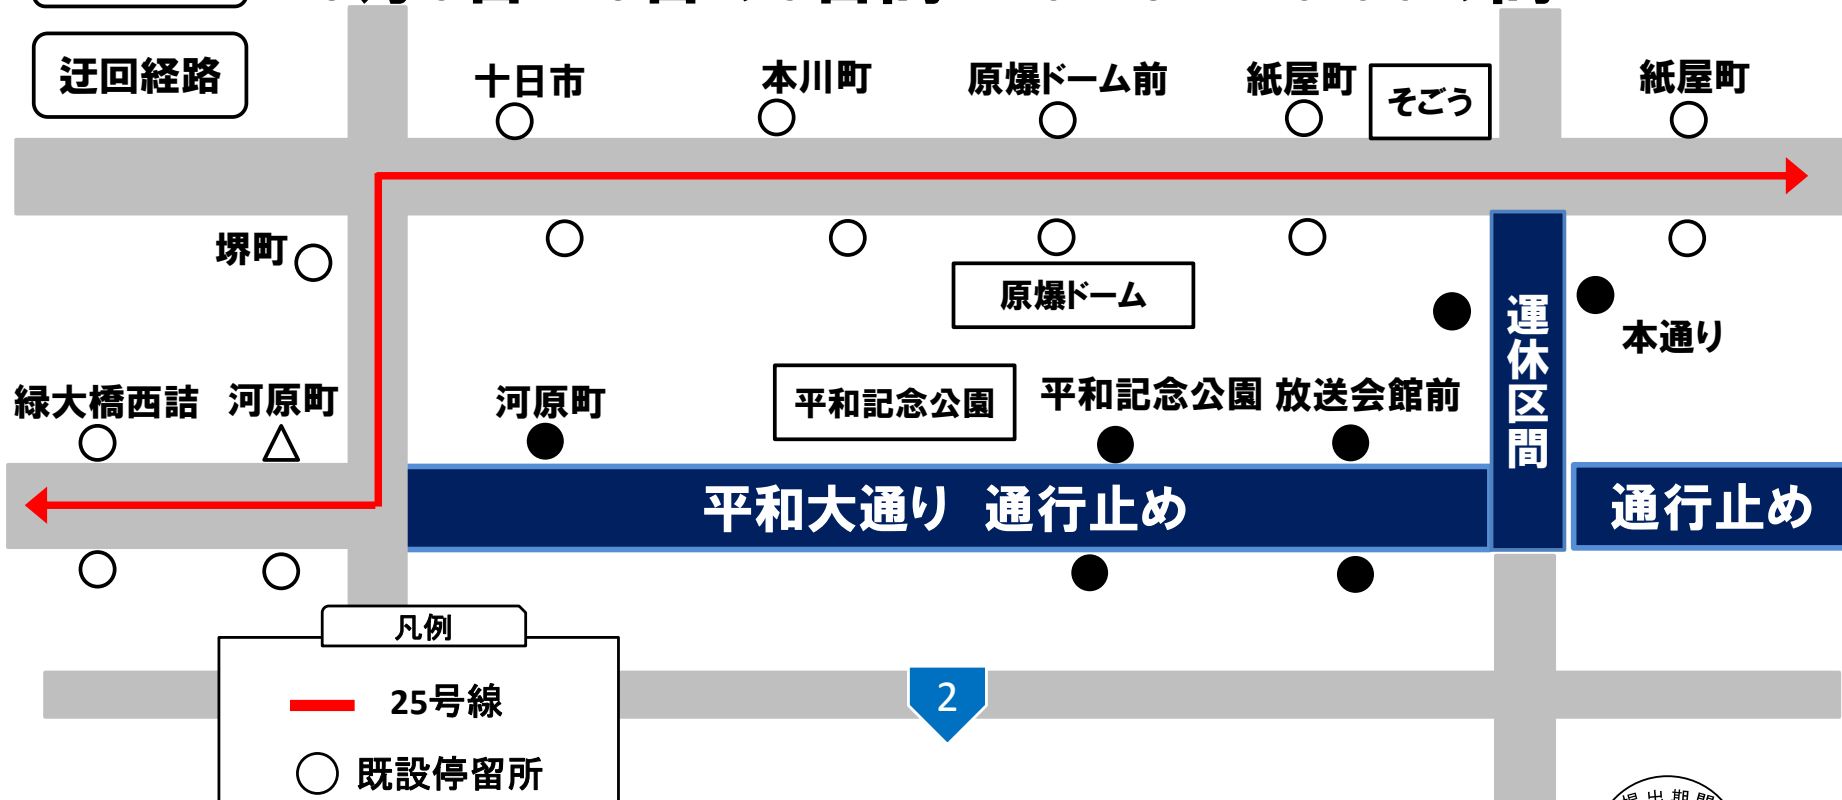 迂回経路
十日市
本川町
原爆ドーム前
紙屋町
そごう
紙屋町
堺町
原爆ドーム
運休区間
本通り
緑大橋西詰
河原町
河原町
平和記念公園
平和記念公園
放送会館前
平和大通り 通行止め
通行止め
凡例
25号線
2
既設停留所
掲出期間